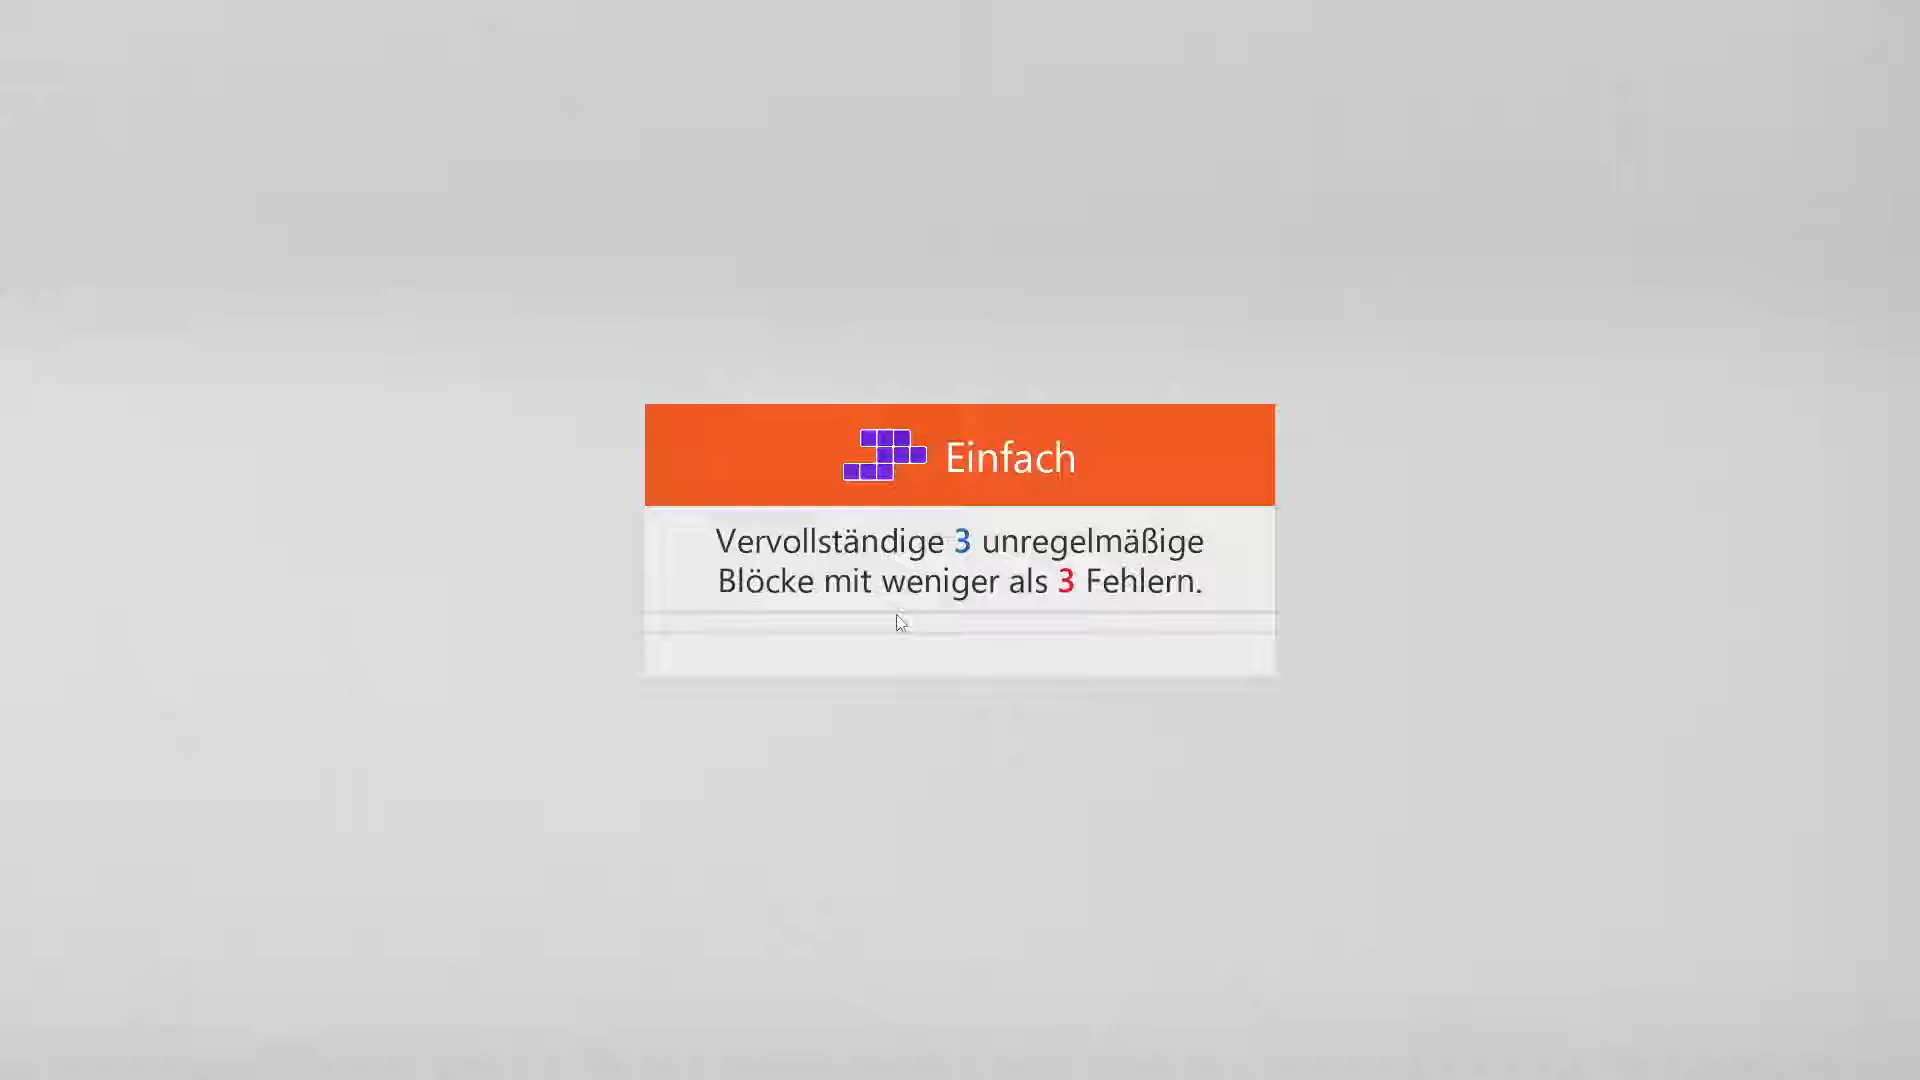 Einfach
Vervollständige 3 unregelmäßige
Blöcke mit weniger als 3 Fehlern.